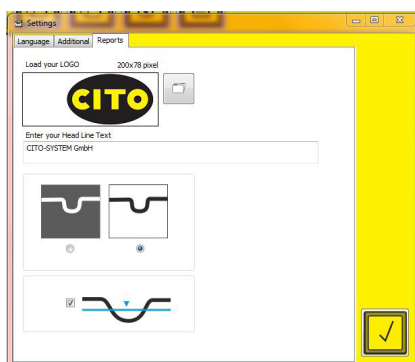 Settings
Language Additional Reports
Load your LOGO 200x78 pixel
CITO
Enter your Head Line Text
CITO-SYSTEM GmbH